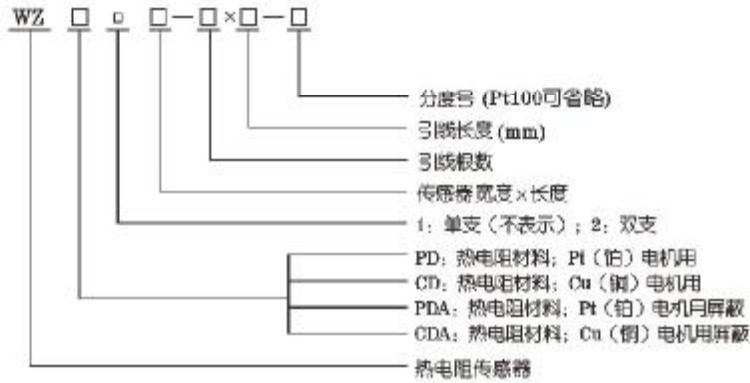 WZ □ □ □—□×□—□
分度号 (Pt100可省略)
引线长度 (mm)
引线根数
传感器宽度×长度
1：单支（不表示）；2：双支
PD：热电阻材料；Pt（铂）电机用
CD：热电阻材料；Cu（铜）电机用
PDA：热电阻材料；Pt（铂）电机用屏蔽
CDA：热电阻材料；Cu（铜）电机用屏蔽
热电阻传感器